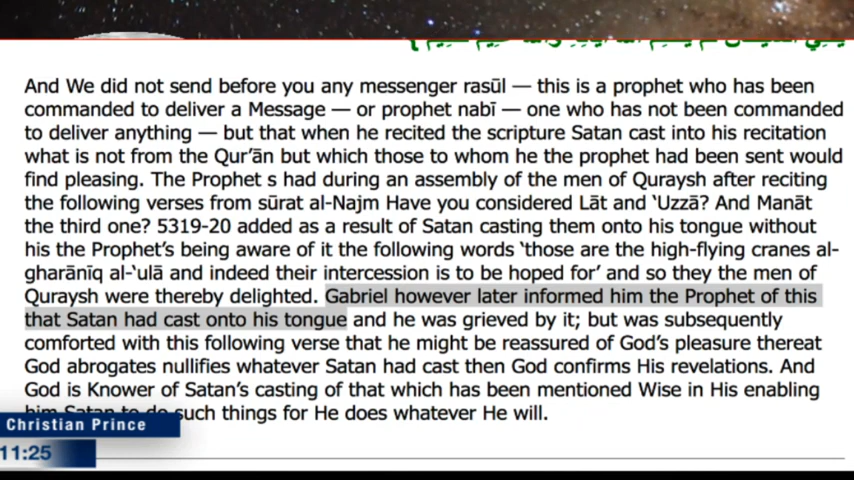 And We did not send before you any messenger rasūl — this is a prophet who has been
commanded to deliver a Message — or prophet nabī — one who has not been commanded
to deliver anything — but that when he recited the scripture Satan cast into his recitation
what is not from the Qur’ān but which those to whom he the prophet had been sent would
find pleasing. The Prophet s had during an assembly of the men of Quraysh after reciting
the following verses from sūrat al-Najm Have you considered Lāt and ‘Uzzā? And Manāt
the third one? 5319-20 added as a result of Satan casting them onto his tongue without
his the Prophet’s being aware of it the following words ‘those are the high-flying cranes al-
gharānīq al-‘ulā and indeed their intercession is to be hoped for’ and so they the men of
Quraysh were thereby delighted. Gabriel however later informed him the Prophet of this
that Satan had cast onto his tongue and he was grieved by it; but was subsequently
comforted with this following verse that he might be reassured of God’s pleasure thereat
God abrogates nullifies whatever Satan had cast then God confirms His revelations. And
God is Knower of Satan’s casting of that which has been mentioned Wise in His enabling
him Satan to do such things for He does whatever He will.
Christian Prince
11:25